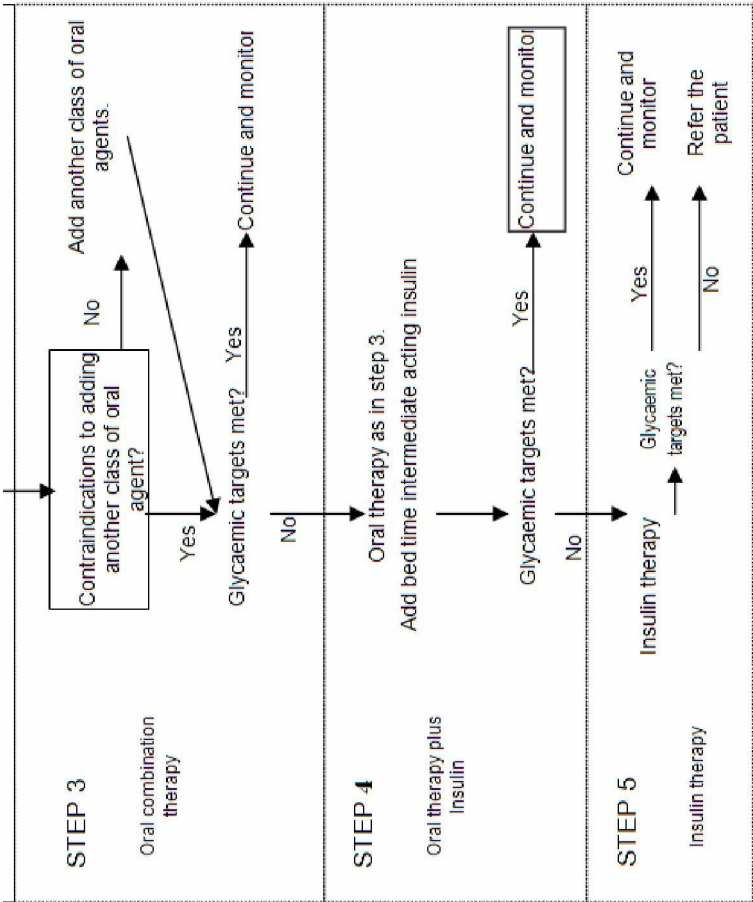 STEP 3
Oral combination
therapy
Contraindications to adding
another class of oral
agent?
No
Add another class of oral
agents.
Yes
Glycaemic targets met?
Yes
Continue and monitor
No
STEP 4
Oral therapy plus
Insulin
Oral therapy as in step 3.
Add bed time intermediate acting insulin
Glycaemic targets met?
Yes
Continue and monitor
No
STEP 5
Insulin therapy
Insulin therapy
Glycaemic
targets met?
Yes
Continue and
monitor
No
Refer the
patient